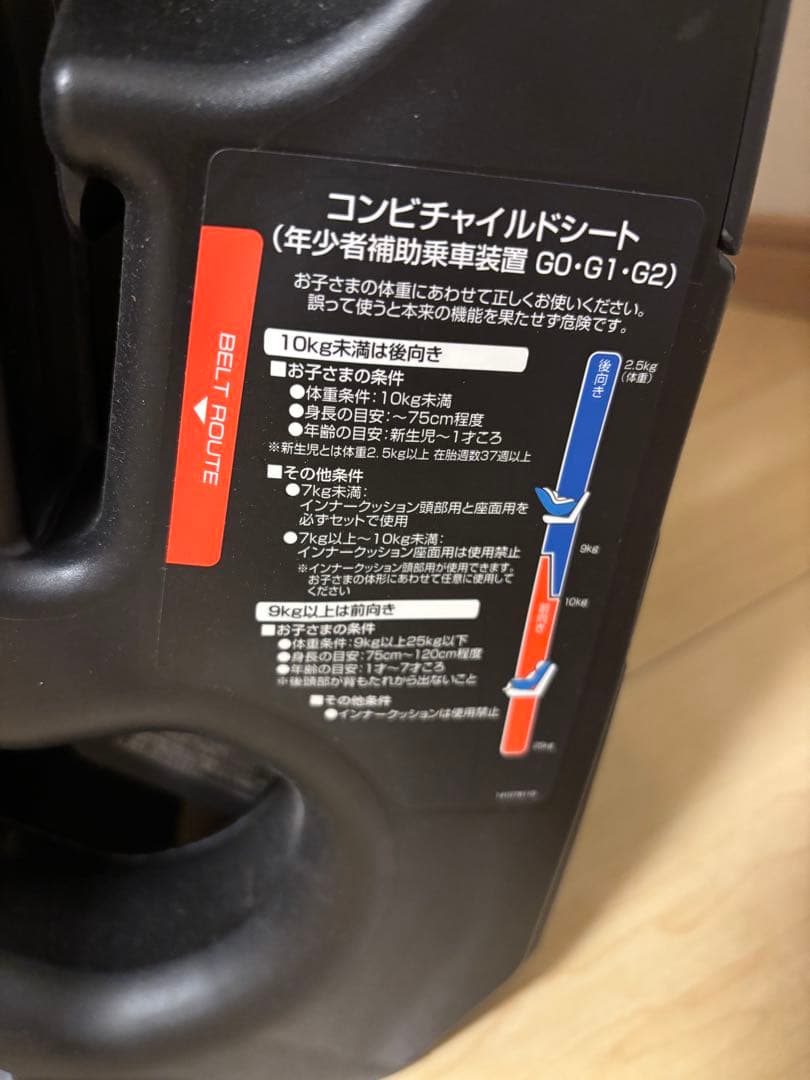 コンビチャイルドシート
(年少者補助乗車装置 G0・G1・G2)
お子さまの体重にあわせて正しくお使いください。
誤って使うと本来の機能を果たせず危険です。
BELT ROUTE
10kg未満は後向き
■お子さまの条件
●体重条件：10kg未満
●身長の目安：～75cm程度
●年齢の目安：新生児～1才ころ
※新生児とは体重2.5kg以上 在胎週数37週以上
■その他条件
●7kg未満：
インナークッション頭部用と座面用を
必ずセットで使用
●7kg以上～10kg未満：
インナークッション座面用は使用禁止
※インナークッション頭部用が使用できます。
お子さまの体形にあわせて任意に使用して
ください
9kg以上は前向き
■お子さまの条件
●体重条件：9kg以上25kg以下
●身長の目安：75cm～120cm程度
●年齢の目安：1才～7才ころ
※後頭部が背もたれから出ないこと
■その他条件
●インナークッションは使用禁止
後向き
2.5kg
(体重)
9kg
10kg
前向き
25kg